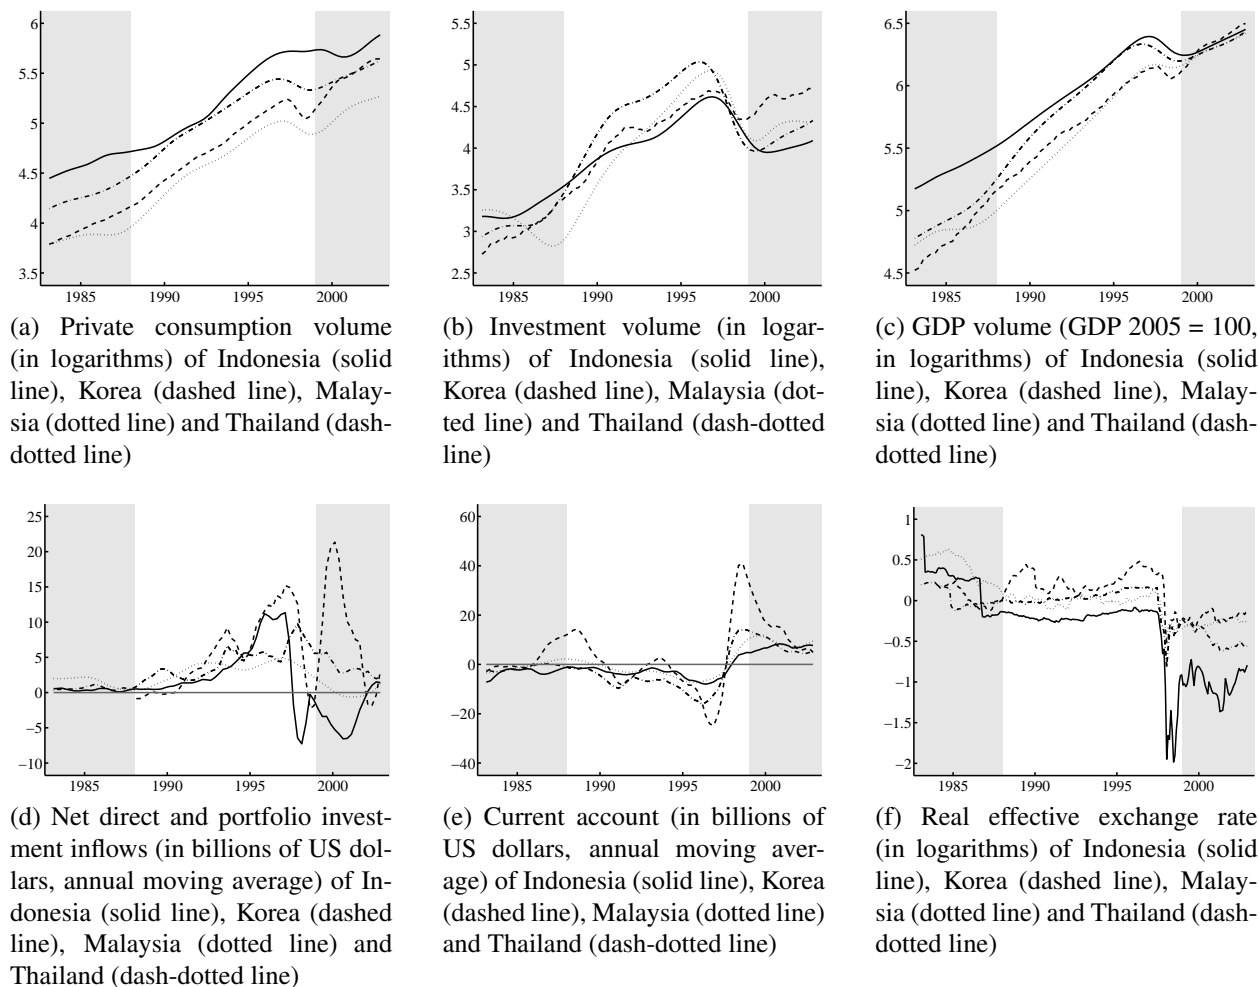 6
5.5
5
4.5
4
3.5
1985 1990 1995 2000
(a) Private consumption volume
(in logarithms) of Indonesia (solid
line), Korea (dashed line), Malay-
sia (dotted line) and Thailand (dash-
dotted line)
5.5
5
4.5
4
3.5
3
2.5
1985 1990 1995 2000
(b) Investment volume (in logar-
ithms) of Indonesia (solid line),
Korea (dashed line), Malaysia (dot-
ted line) and Thailand (dash-dotted
line)
6.5
6
5.5
5
4.5
1985 1990 1995 2000
(c) GDP volume (GDP 2005 = 100,
in logarithms) of Indonesia (solid
line), Korea (dashed line), Malay-
sia (dotted line) and Thailand (dash-
dotted line)
25
20
15
10
5
0
−5
−10
1985 1990 1995 2000
(d) Net direct and portfolio invest-
ment inflows (in billions of US dol-
lars, annual moving average) of In-
donesia (solid line), Korea (dashed
line), Malaysia (dotted line) and
Thailand (dash-dotted line)
60
40
20
0
−20
−40
1985 1990 1995 2000
(e) Current account (in billions of
US dollars, annual moving aver-
age) of Indonesia (solid line), Korea
(dashed line), Malaysia (dotted line)
and Thailand (dash-dotted line)
1
0.5
0
−0.5
−1
−1.5
−2
1985 1990 1995 2000
(f) Real effective exchange rate
(in logarithms) of Indonesia (solid
line), Korea (dashed line), Malay-
sia (dotted line) and Thailand (dash-
dotted line)